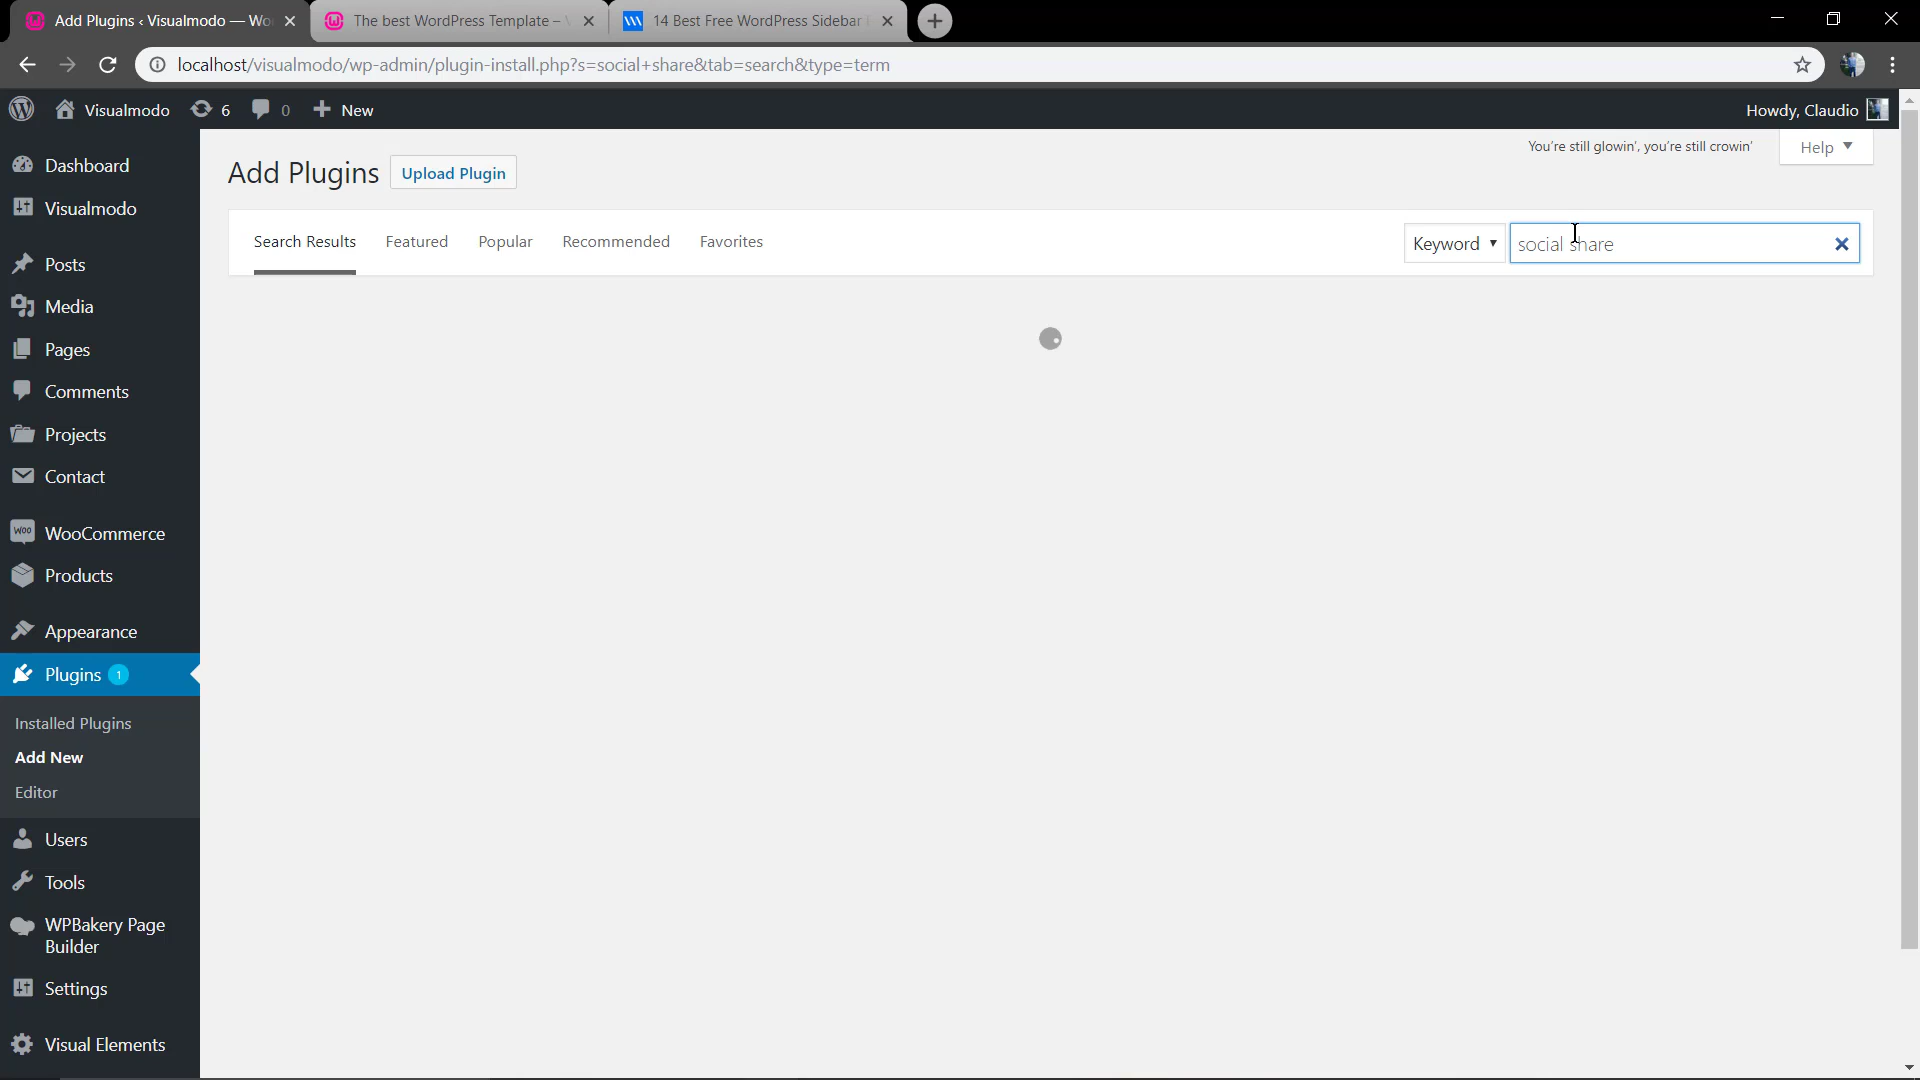 Add Plugins ‹ Visualmodo — Wo
The best WordPress Template –
14 Best Free WordPress Sidebar
localhost/visualmodo/wp-admin/plugin-install.php?s=social+share&tab=search&type=term
Visualmodo 6 0 New Howdy, Claudio
You're still glowin', you're still crowin' Help
Add Plugins Upload Plugin
Search Results Featured Popular Recommended Favorites Keyword social share
Dashboard
Visualmodo
Posts
Media
Pages
Comments
Projects
Contact
WOO WooCommerce
Products
Appearance
Plugins 1
Installed Plugins
Add New
Editor
Users
Tools
WPBakery Page
Builder
Settings
Visual Elements